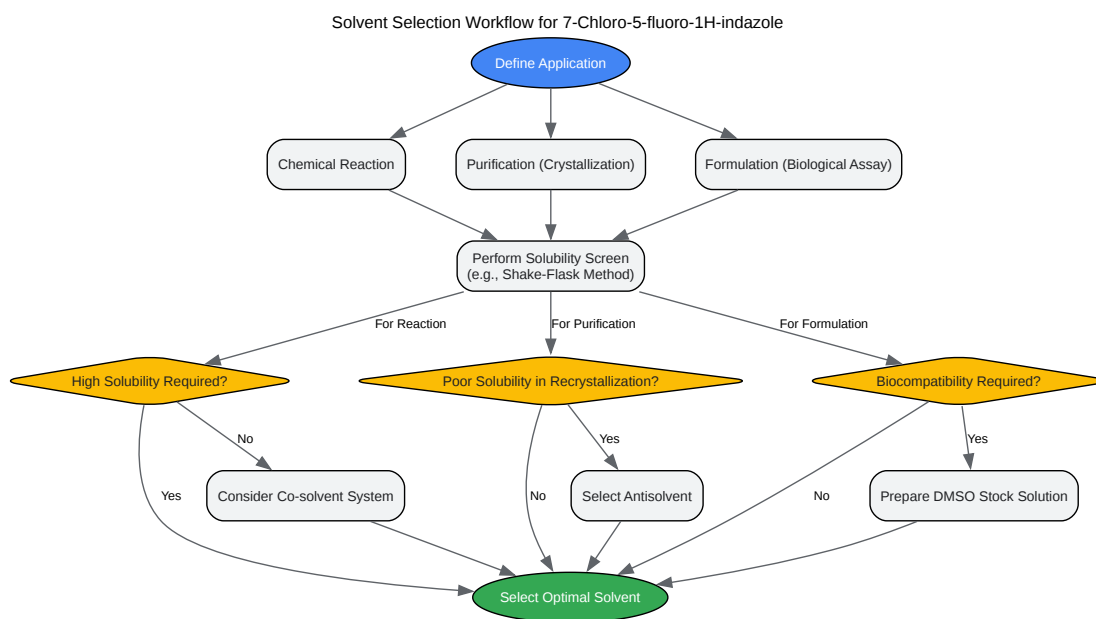 Solvent Selection Workflow for 7-Chloro-5-fluoro-1H-indazole
Define Application
Chemical Reaction
Purification (Crystallization)
Formulation (Biological Assay)
Perform Solubility Screen
(e.g., Shake-Flask Method)
For Reaction
For Purification
For Formulation
High Solubility Required?
Poor Solubility in Recrystallization?
Biocompatibility Required?
No
Yes
Yes
Yes
Consider Co-solvent System
No
Select Antisolvent
No
Prepare DMSO Stock Solution
Select Optimal Solvent